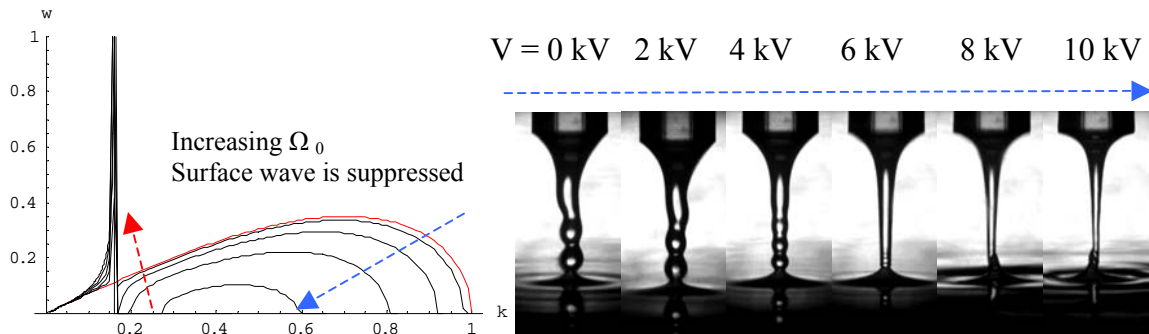 w
1
0.8
0.6
0.4
0.2
Increasing Ω 0
Surface wave is suppressed
0.2 0.4 0.6 0.8 1 k
V = 0 kV 2 kV 4 kV 6 kV 8 kV 10 kV